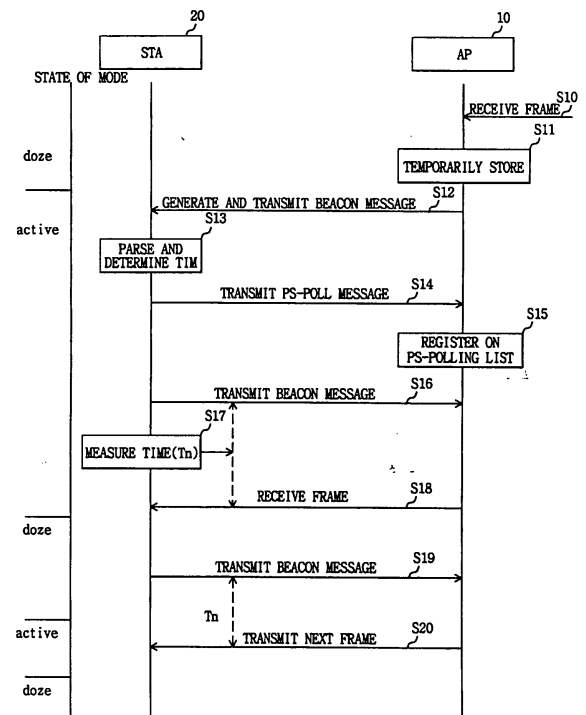 20
10
STA
AP
STATE OF MODE
S10
RECEIVE FRAME
S11
doze
TEMPORARILY STORE
S12
GENERATE AND TRANSMIT BEACON MESSAGE
active
S13
PARSE AND
DETERMINE TIM
S14
TRANSMIT PS-POLL MESSAGE
S15
REGISTER ON
PS-POLLING LIST
TRANSMIT BEACON MESSAGE
S16
S17
MEASURE TIME(Tn)
RECEIVE FRAME
S18
doze
TRANSMIT BEACON MESSAGE
S19
Tn
active
TRANSMIT NEXT FRAME
S20
doze